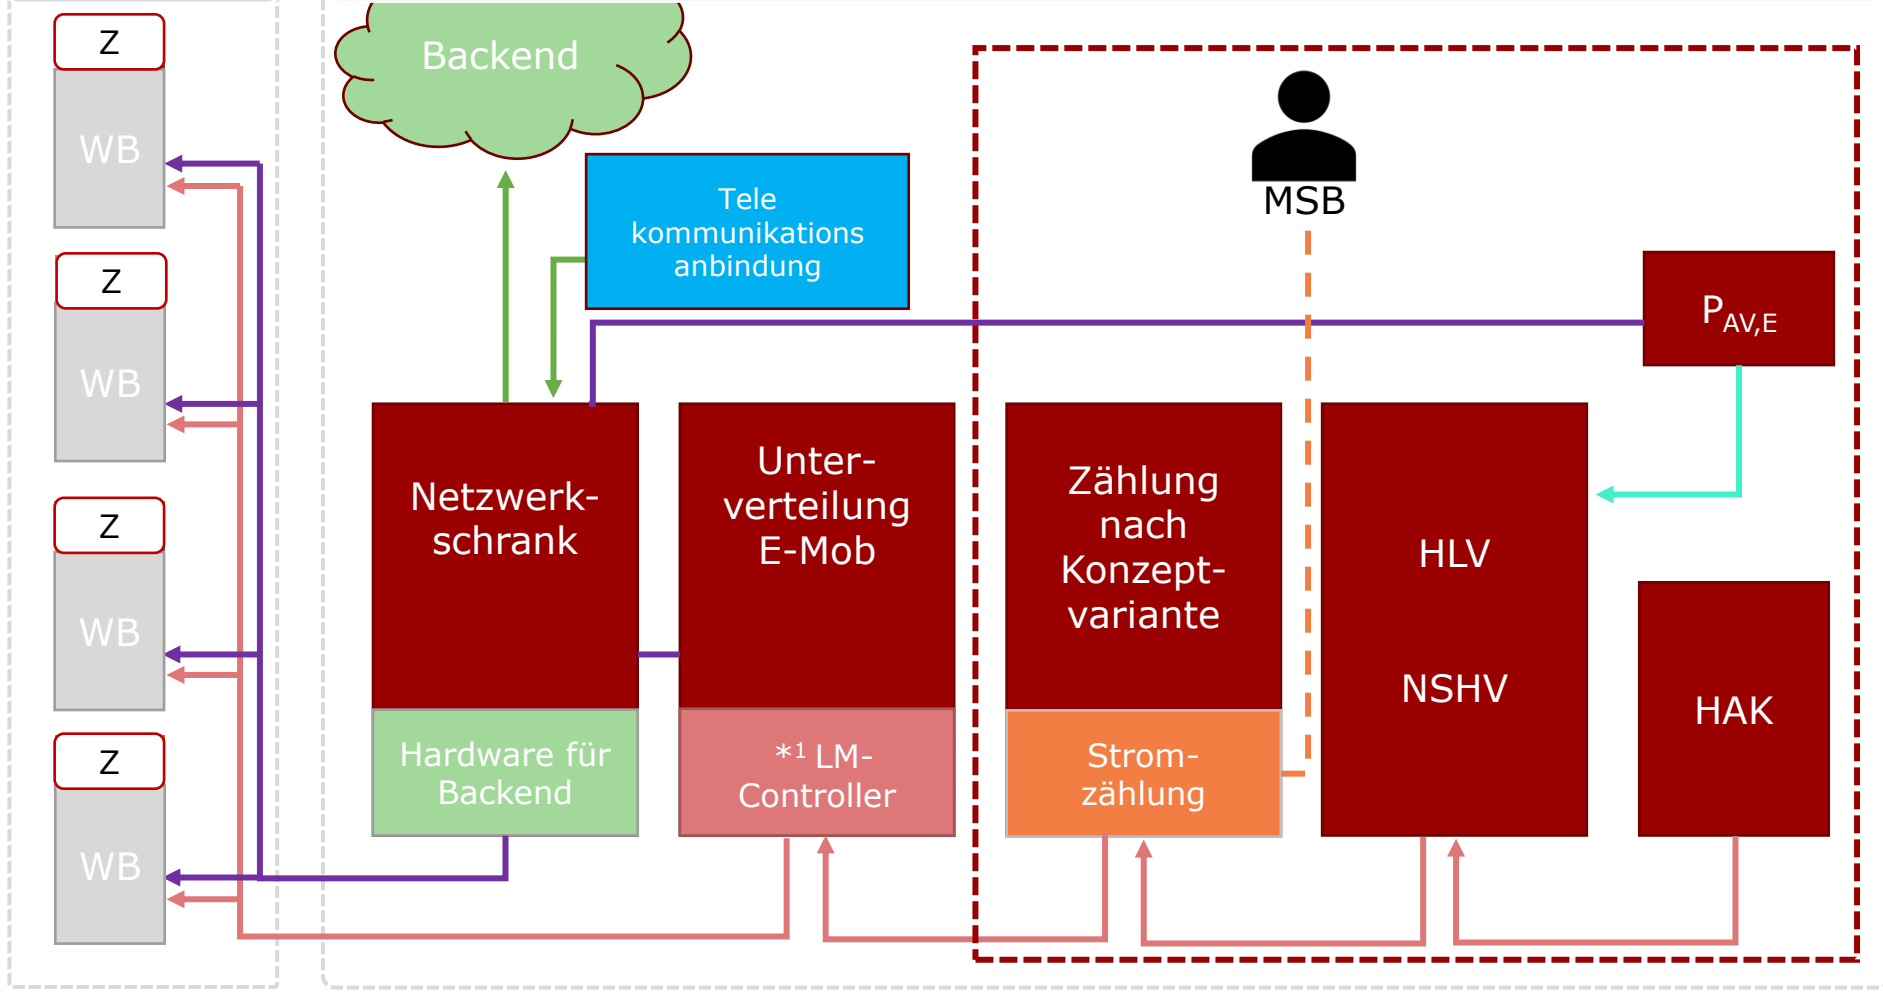 Z
WB
Z
WB
Z
WB
Z
WB
Backend
Tele
kommunikations
anbindung
MSB
PAV,E
Netzwerk-
schrank
Hardware für
Backend
Unter-
verteilung
E-Mob
*1 LM-
Controller
Zählung
nach
Konzept-
variante
Strom-
zählung
HLV
NSHV
HAK